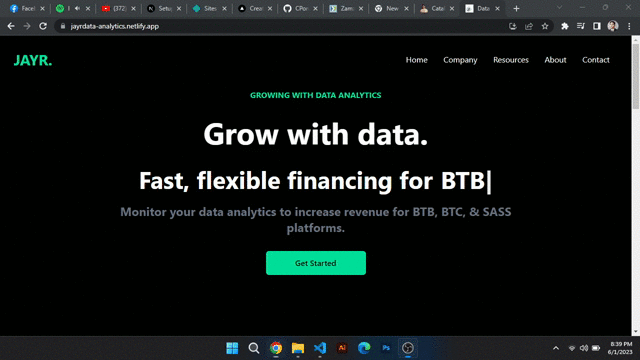 Faceb
(372)
Setup
Sites
Creat
CPor
Zam
New
Catal
Data
jayrdata-analytics.netlify.app
JAYR.
Home Company Resources About Contact
GROWING WITH DATA ANALYTICS
Grow with data.
Fast, flexible financing for BTB|
Monitor your data analytics to increase revenue for BTB, BTC, & SASS
platforms.
Get Started
8:39 PM
6/1/2023